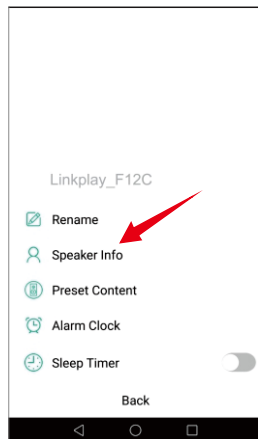 Linkplay_F12C
Rename
Speaker Info
Preset Content
Alarm Clock
Sleep Timer
Back